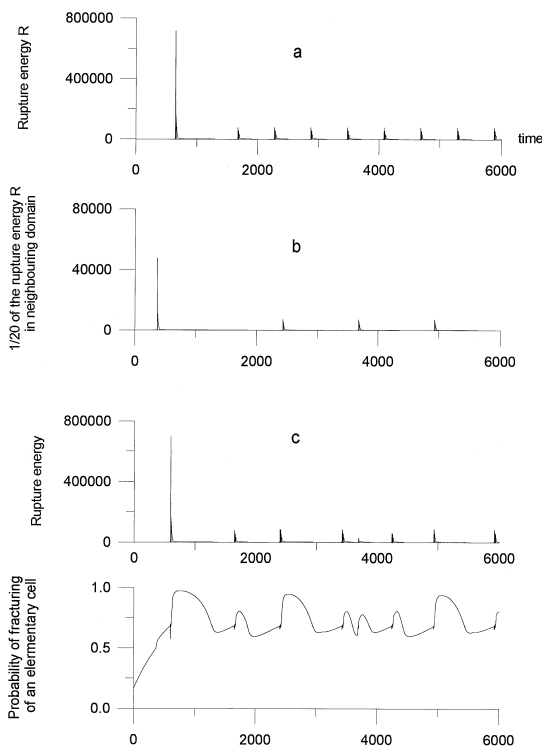 800000
a
400000
0
time
0 2000 4000 6000
Rupture energy R
80000
b
40000
0
0 2000 4000 6000
1/20 of the rupture energy R
in neighbouring domain
800000
c
400000
0
0 2000 4000 6000
Rupture energy
1.0
0.5
0.0
0 2000 4000 6000
Probability of fracturing
of an elermentary cell